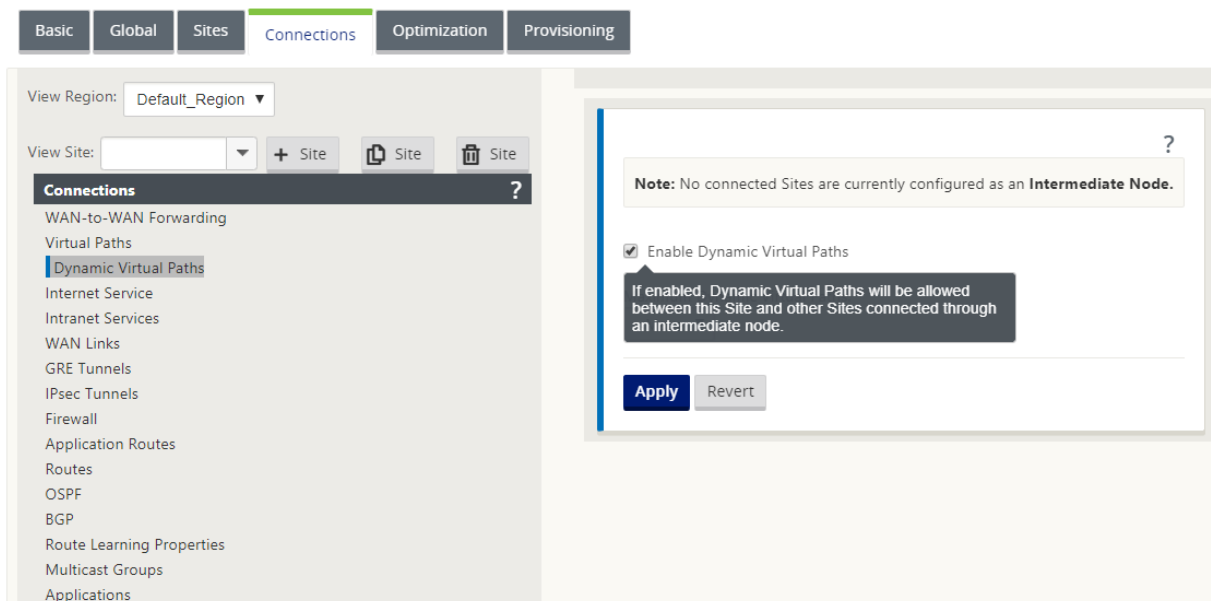 Basic Global Sites Connections Optimization Provisioning
View Region: Default_Region ▼
View Site: + Site Site Site
Connections ?
WAN-to-WAN Forwarding
Virtual Paths
Dynamic Virtual Paths
Internet Service
Intranet Services
WAN Links
GRE Tunnels
IPsec Tunnels
Firewall
Application Routes
Routes
OSPF
BGP
Route Learning Properties
Multicast Groups
Applications
?
Note: No connected Sites are currently configured as an Intermediate Node.
Enable Dynamic Virtual Paths
If enabled, Dynamic Virtual Paths will be allowed
between this Site and other Sites connected through
an intermediate node.
Apply Revert